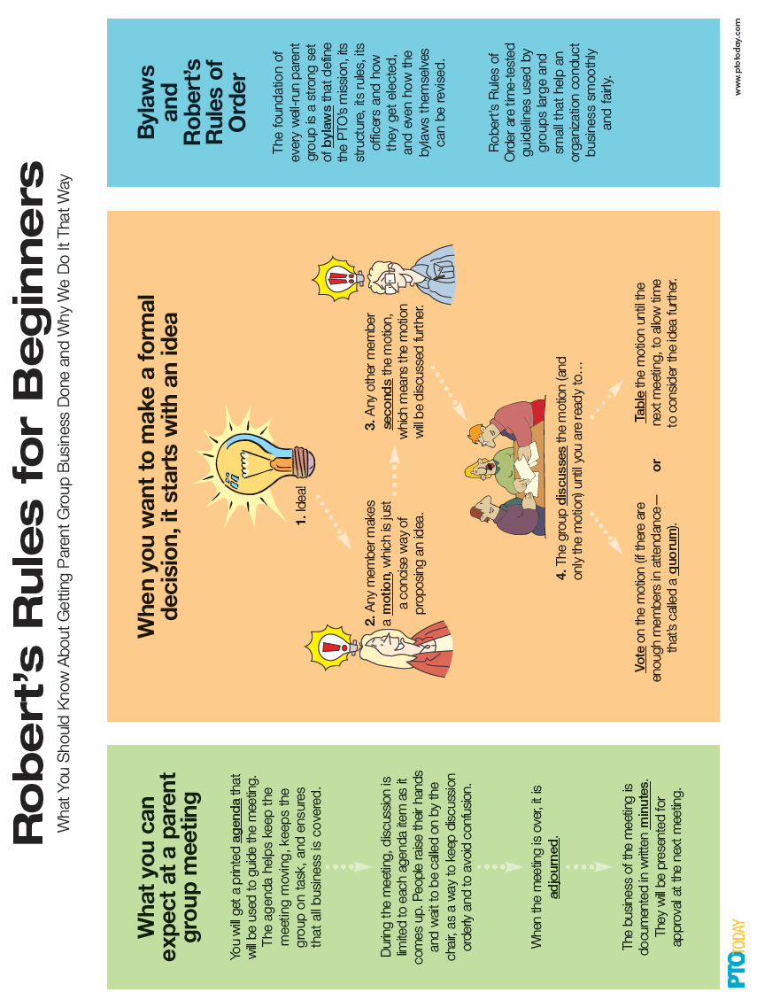 Robert's Rules for Beginners
What You Should Know About Getting Parent Group Business Done and Why We Do It That Way
What you can
expect at a parent
group meeting
You will get a printed agenda that
will be used to guide the meeting.
The agenda helps keep the
meeting moving, keeps the
group on task, and ensures
that all business is covered.
During the meeting, discussion is
limited to each agenda item as it
comes up. People raise their hands
and wait to be called on by the
chair, as a way to keep discussion
orderly and to avoid confusion.
When the meeting is over, it is
adjourned.
The business of the meeting is
documented in written minutes.
They will be presented for
approval at the next meeting.
When you want to make a formal
decision, it starts with an idea
1. Idea!
2. Any member makes
a motion, which is just
a concise way of
proposing an idea.
3. Any other member
seconds the motion,
which means the motion
will be discussed further.
4. The group discusses the motion (and
only the motion) until you are ready to…
Vote on the motion (if there are
enough members in attendance—
that's called a quorum).
or
Table the motion until the
next meeting, to allow time
to consider the idea further.
Bylaws
and
Robert's
Rules of
Order
The foundation of
every well-run parent
group is a strong set
of bylaws that define
the PTO's mission, its
structure, its rules, its
officers and how
they get elected,
and even how the
bylaws themselves
can be revised.
Robert's Rules of
Order are time-tested
guidelines used by
groups large and
small that help an
organization conduct
business smoothly
and fairly.
PTO TODAY
www.ptotoday.com